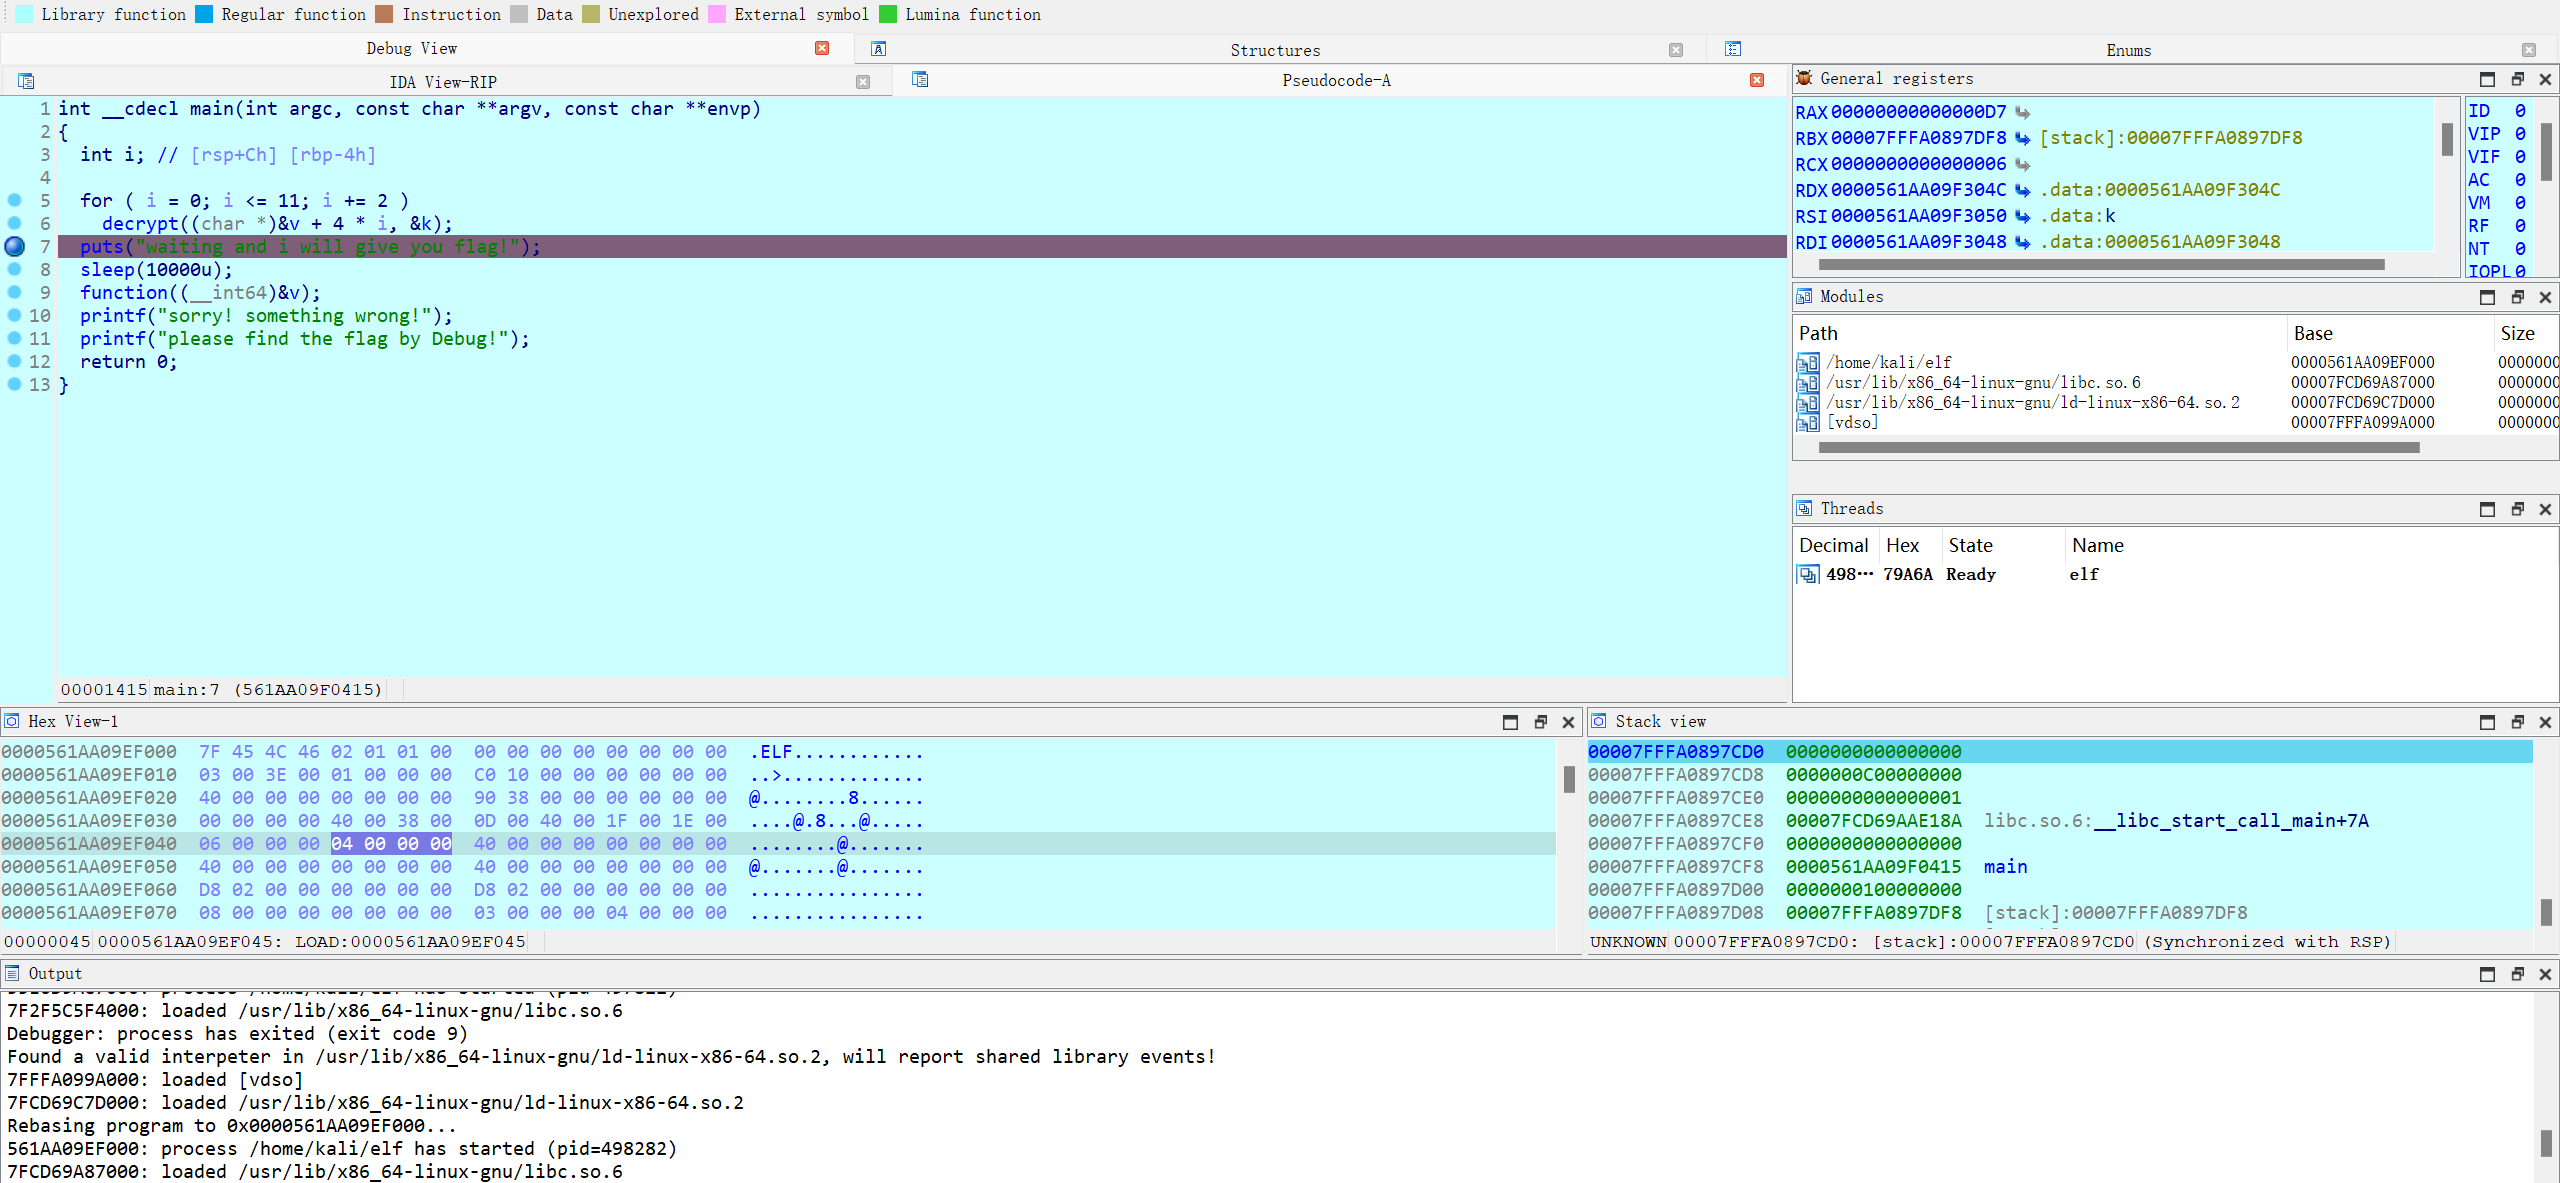 Library function Regular function Instruction Data Unexplored External symbol Lumina function
Debug View
Structures
Enums
IDA View-RIP
Pseudocode-A
1 int __cdecl main(int argc, const char **argv, const char **envp)
2 {
3 int i; // [rsp+Ch] [rbp-4h]
4
5 for ( i = 0; i <= 11; i += 2 )
6 decrypt((char *)&v + 4 * i, &k);
7 puts("waiting and i will give you flag!");
8 sleep(10000u);
9 function((__int64)&v);
10 printf("sorry! something wrong!");
11 printf("please find the flag by Debug!");
12 return 0;
13 }
00001415 main:7 (561AA09F0415)
General registers
RAX 00000000000000D7
RBX 00007FFFA0897DF8 [stack]:00007FFFA0897DF8
RCX 0000000000000006
RDX 0000561AA09F304C .data:0000561AA09F304C
RSI 0000561AA09F3050 .data:k
RDI 0000561AA09F3048 .data:0000561AA09F3048
ID 0
VIP 0
VIF 0
AC 0
VM 0
RF 0
NT 0
IOPL 0
Modules
Path Base Size
/home/kali/elf 0000561AA09EF000 0000000
/usr/lib/x86_64-linux-gnu/libc.so.6 00007FCD69A87000 0000000
/usr/lib/x86_64-linux-gnu/ld-linux-x86-64.so.2 00007FCD69C7D000 0000000
[vdso] 00007FFFA099A000 0000000
Threads
Decimal Hex State Name
498… 79A6A Ready elf
Hex View-1
0000561AA09EF000 7F 45 4C 46 02 01 01 00 00 00 00 00 00 00 00 00 .ELF............
0000561AA09EF010 03 00 3E 00 01 00 00 00 C0 10 00 00 00 00 00 00 ..>.............
0000561AA09EF020 40 00 00 00 00 00 00 00 90 38 00 00 00 00 00 00 @........8......
0000561AA09EF030 00 00 00 00 40 00 38 00 0D 00 40 00 1F 00 1E 00 ....@.8...@.....
0000561AA09EF040 06 00 00 00 04 00 00 00 40 00 00 00 00 00 00 00 ........@.......
0000561AA09EF050 40 00 00 00 00 00 00 00 40 00 00 00 00 00 00 00 @.......@.......
0000561AA09EF060 D8 02 00 00 00 00 00 00 D8 02 00 00 00 00 00 00 ................
0000561AA09EF070 08 00 00 00 00 00 00 00 03 00 00 00 04 00 00 00 ................
00000045 0000561AA09EF045: LOAD:0000561AA09EF045
Stack view
00007FFFA0897CD0 0000000000000000
00007FFFA0897CD8 0000000C00000000
00007FFFA0897CE0 0000000000000001
00007FFFA0897CE8 00007FCD69AAE18A libc.so.6:__libc_start_call_main+7A
00007FFFA0897CF0 0000000000000000
00007FFFA0897CF8 0000561AA09F0415 main
00007FFFA0897D00 0000000100000000
00007FFFA0897D08 00007FFFA0897DF8 [stack]:00007FFFA0897DF8
UNKNOWN 00007FFFA0897CD0: [stack]:00007FFFA0897CD0 (Synchronized with RSP)
Output
7F2F5C5F4000: loaded /usr/lib/x86_64-linux-gnu/libc.so.6
Debugger: process has exited (exit code 9)
Found a valid interpeter in /usr/lib/x86_64-linux-gnu/ld-linux-x86-64.so.2, will report shared library events!
7FFFA099A000: loaded [vdso]
7FCD69C7D000: loaded /usr/lib/x86_64-linux-gnu/ld-linux-x86-64.so.2
Rebasing program to 0x0000561AA09EF000...
561AA09EF000: process /home/kali/elf has started (pid=498282)
7FCD69A87000: loaded /usr/lib/x86_64-linux-gnu/libc.so.6